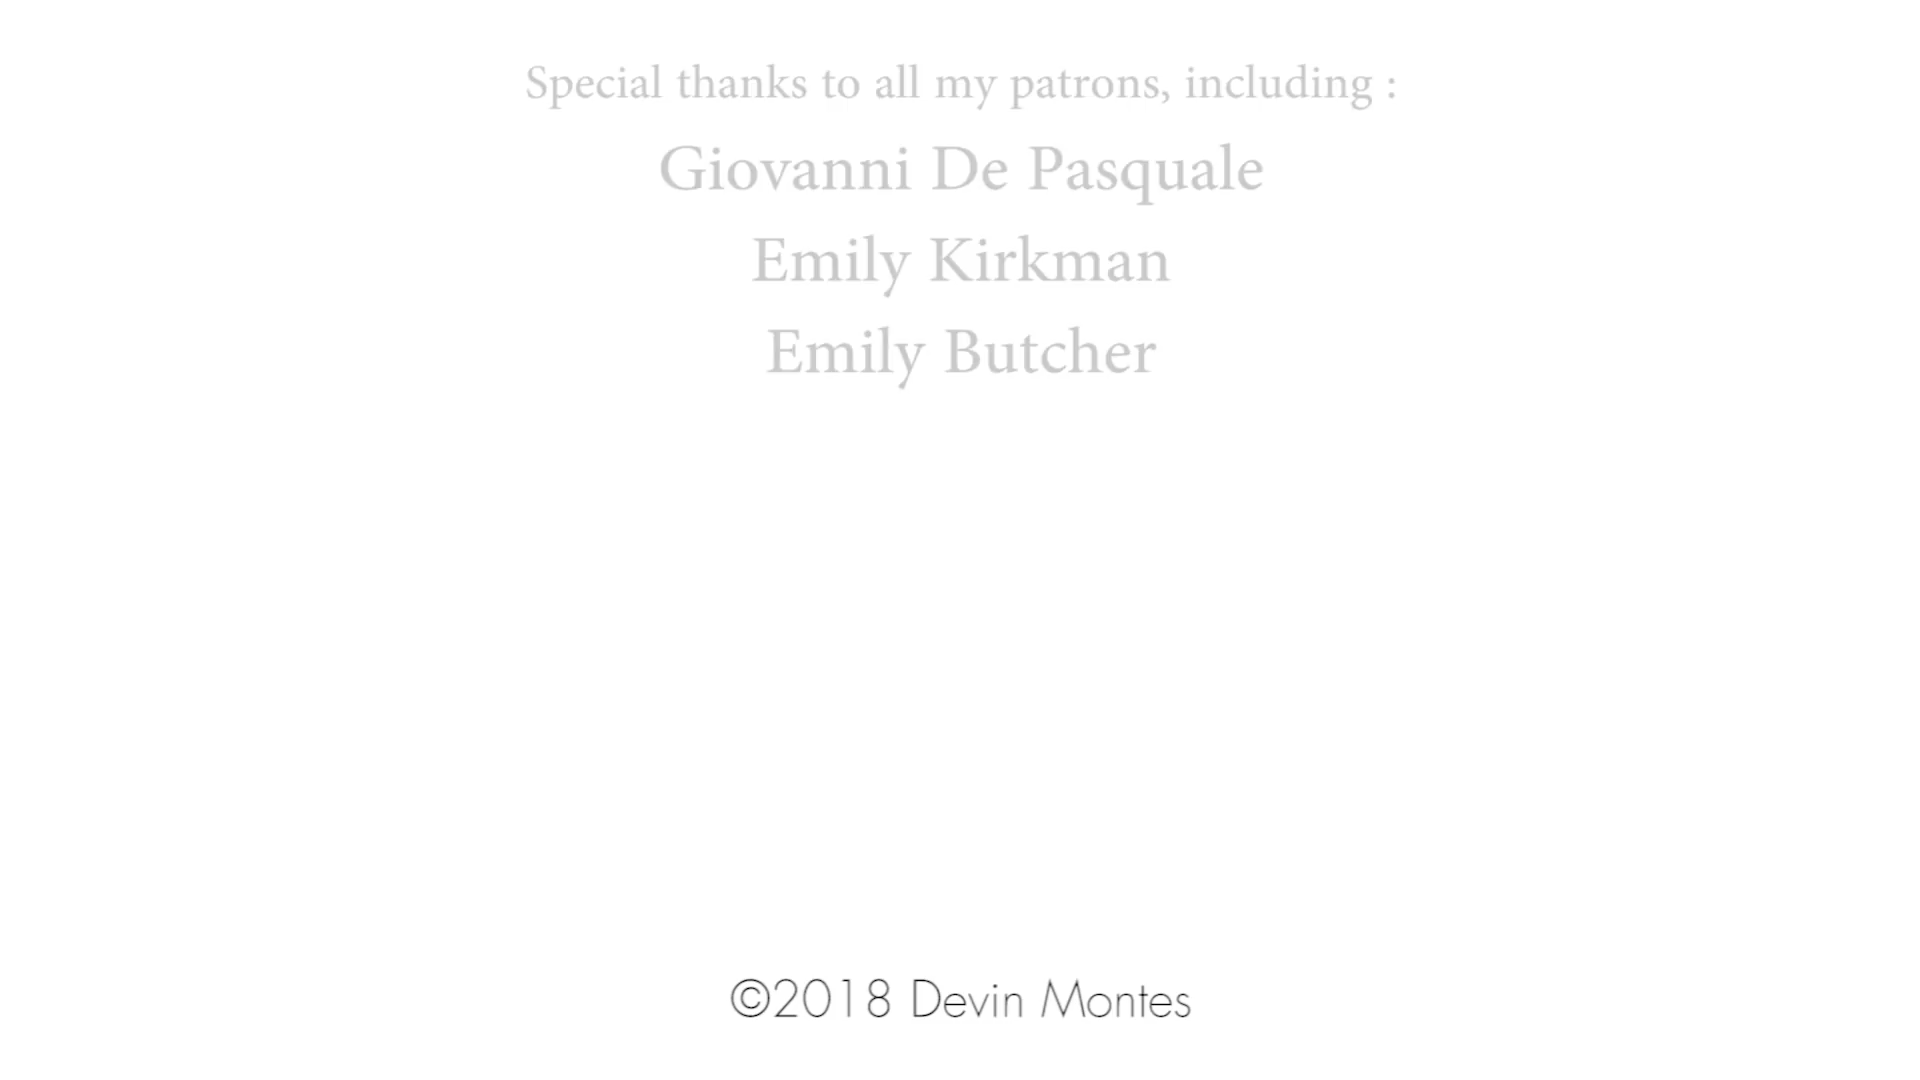 Special thanks to all my patrons, including :
Giovanni De Pasquale
Emily Kirkman
Emily Butcher
©2018 Devin Montes